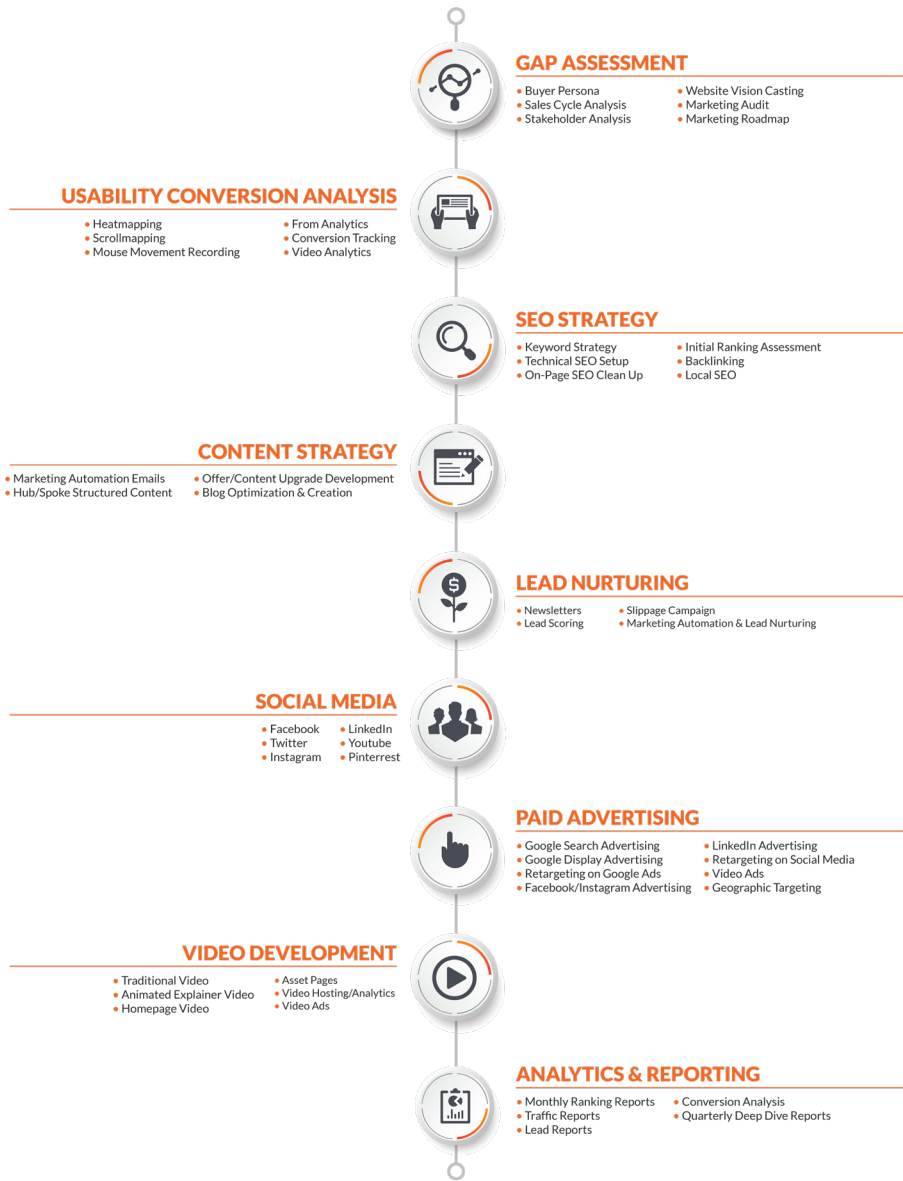 GAP ASSESSMENT
• Buyer Persona
• Sales Cycle Analysis
• Stakeholder Analysis
• Website Vision Casting
• Marketing Audit
• Marketing Roadmap
USABILITY CONVERSION ANALYSIS
• Heatmapping
• Scrollmapping
• Mouse Movement Recording
• From Analytics
• Conversion Tracking
• Video Analytics
SEO STRATEGY
• Keyword Strategy
• Technical SEO Setup
• On-Page SEO Clean Up
• Initial Ranking Assessment
• Backlinking
• Local SEO
CONTENT STRATEGY
• Marketing Automation Emails
• Hub/Spoke Structured Content
• Offer/Content Upgrade Development
• Blog Optimization & Creation
$
LEAD NURTURING
• Newsletters
• Lead Scoring
• Slippage Campaign
• Marketing Automation & Lead Nurturing
SOCIAL MEDIA
• Facebook
• Twitter
• Instagram
• LinkedIn
• Youtube
• Pinterrest
PAID ADVERTISING
• Google Search Advertising
• Google Display Advertising
• Retargeting on Google Ads
• Facebook/Instagram Advertising
• LinkedIn Advertising
• Retargeting on Social Media
• Video Ads
• Geographic Targeting
VIDEO DEVELOPMENT
• Traditional Video
• Animated Explainer Video
• Homepage Video
• Asset Pages
• Video Hosting/Analytics
• Video Ads
ANALYTICS & REPORTING
• Monthly Ranking Reports
• Traffic Reports
• Lead Reports
• Conversion Analysis
• Quarterly Deep Dive Reports